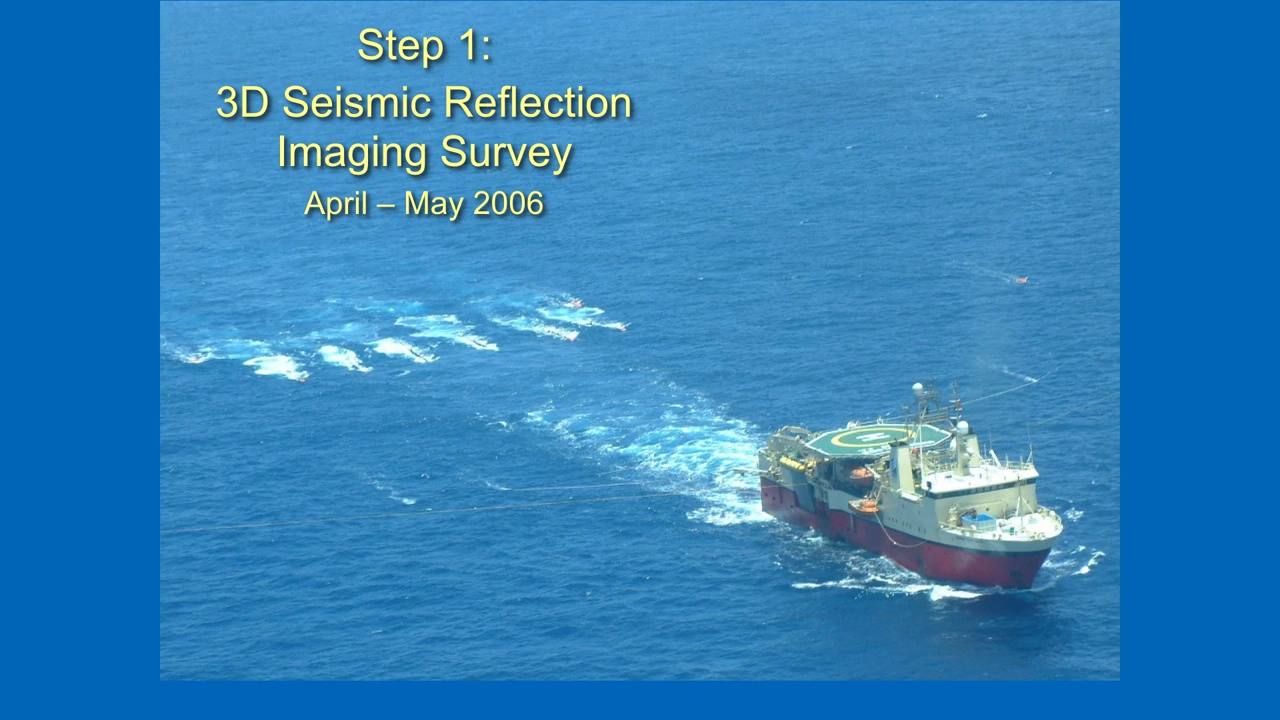 Step 1:
3D Seismic Reflection
Imaging Survey
April – May 2006